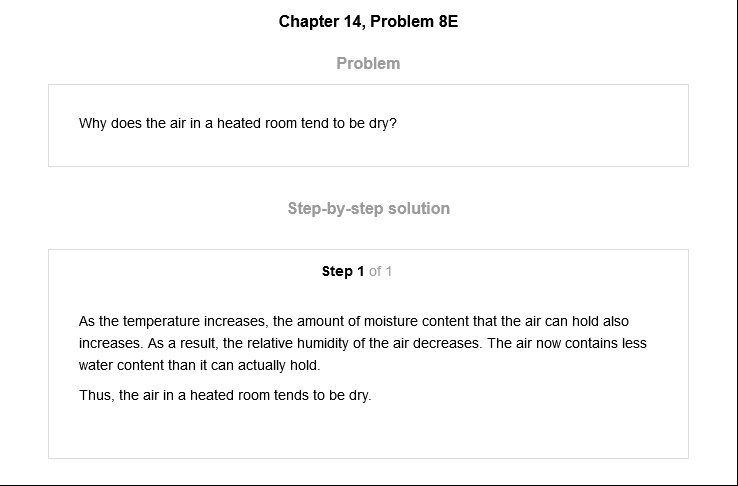 Chapter 14, Problem 8E
Problem
Why does the air in a heated room tend to be dry?
Step-by-step solution
Step 1 of 1
As the temperature increases, the amount of moisture content that the air can hold also
increases. As a result, the relative humidity of the air decreases. The air now contains less
water content than it can actually hold.
Thus, the air in a heated room tends to be dry.